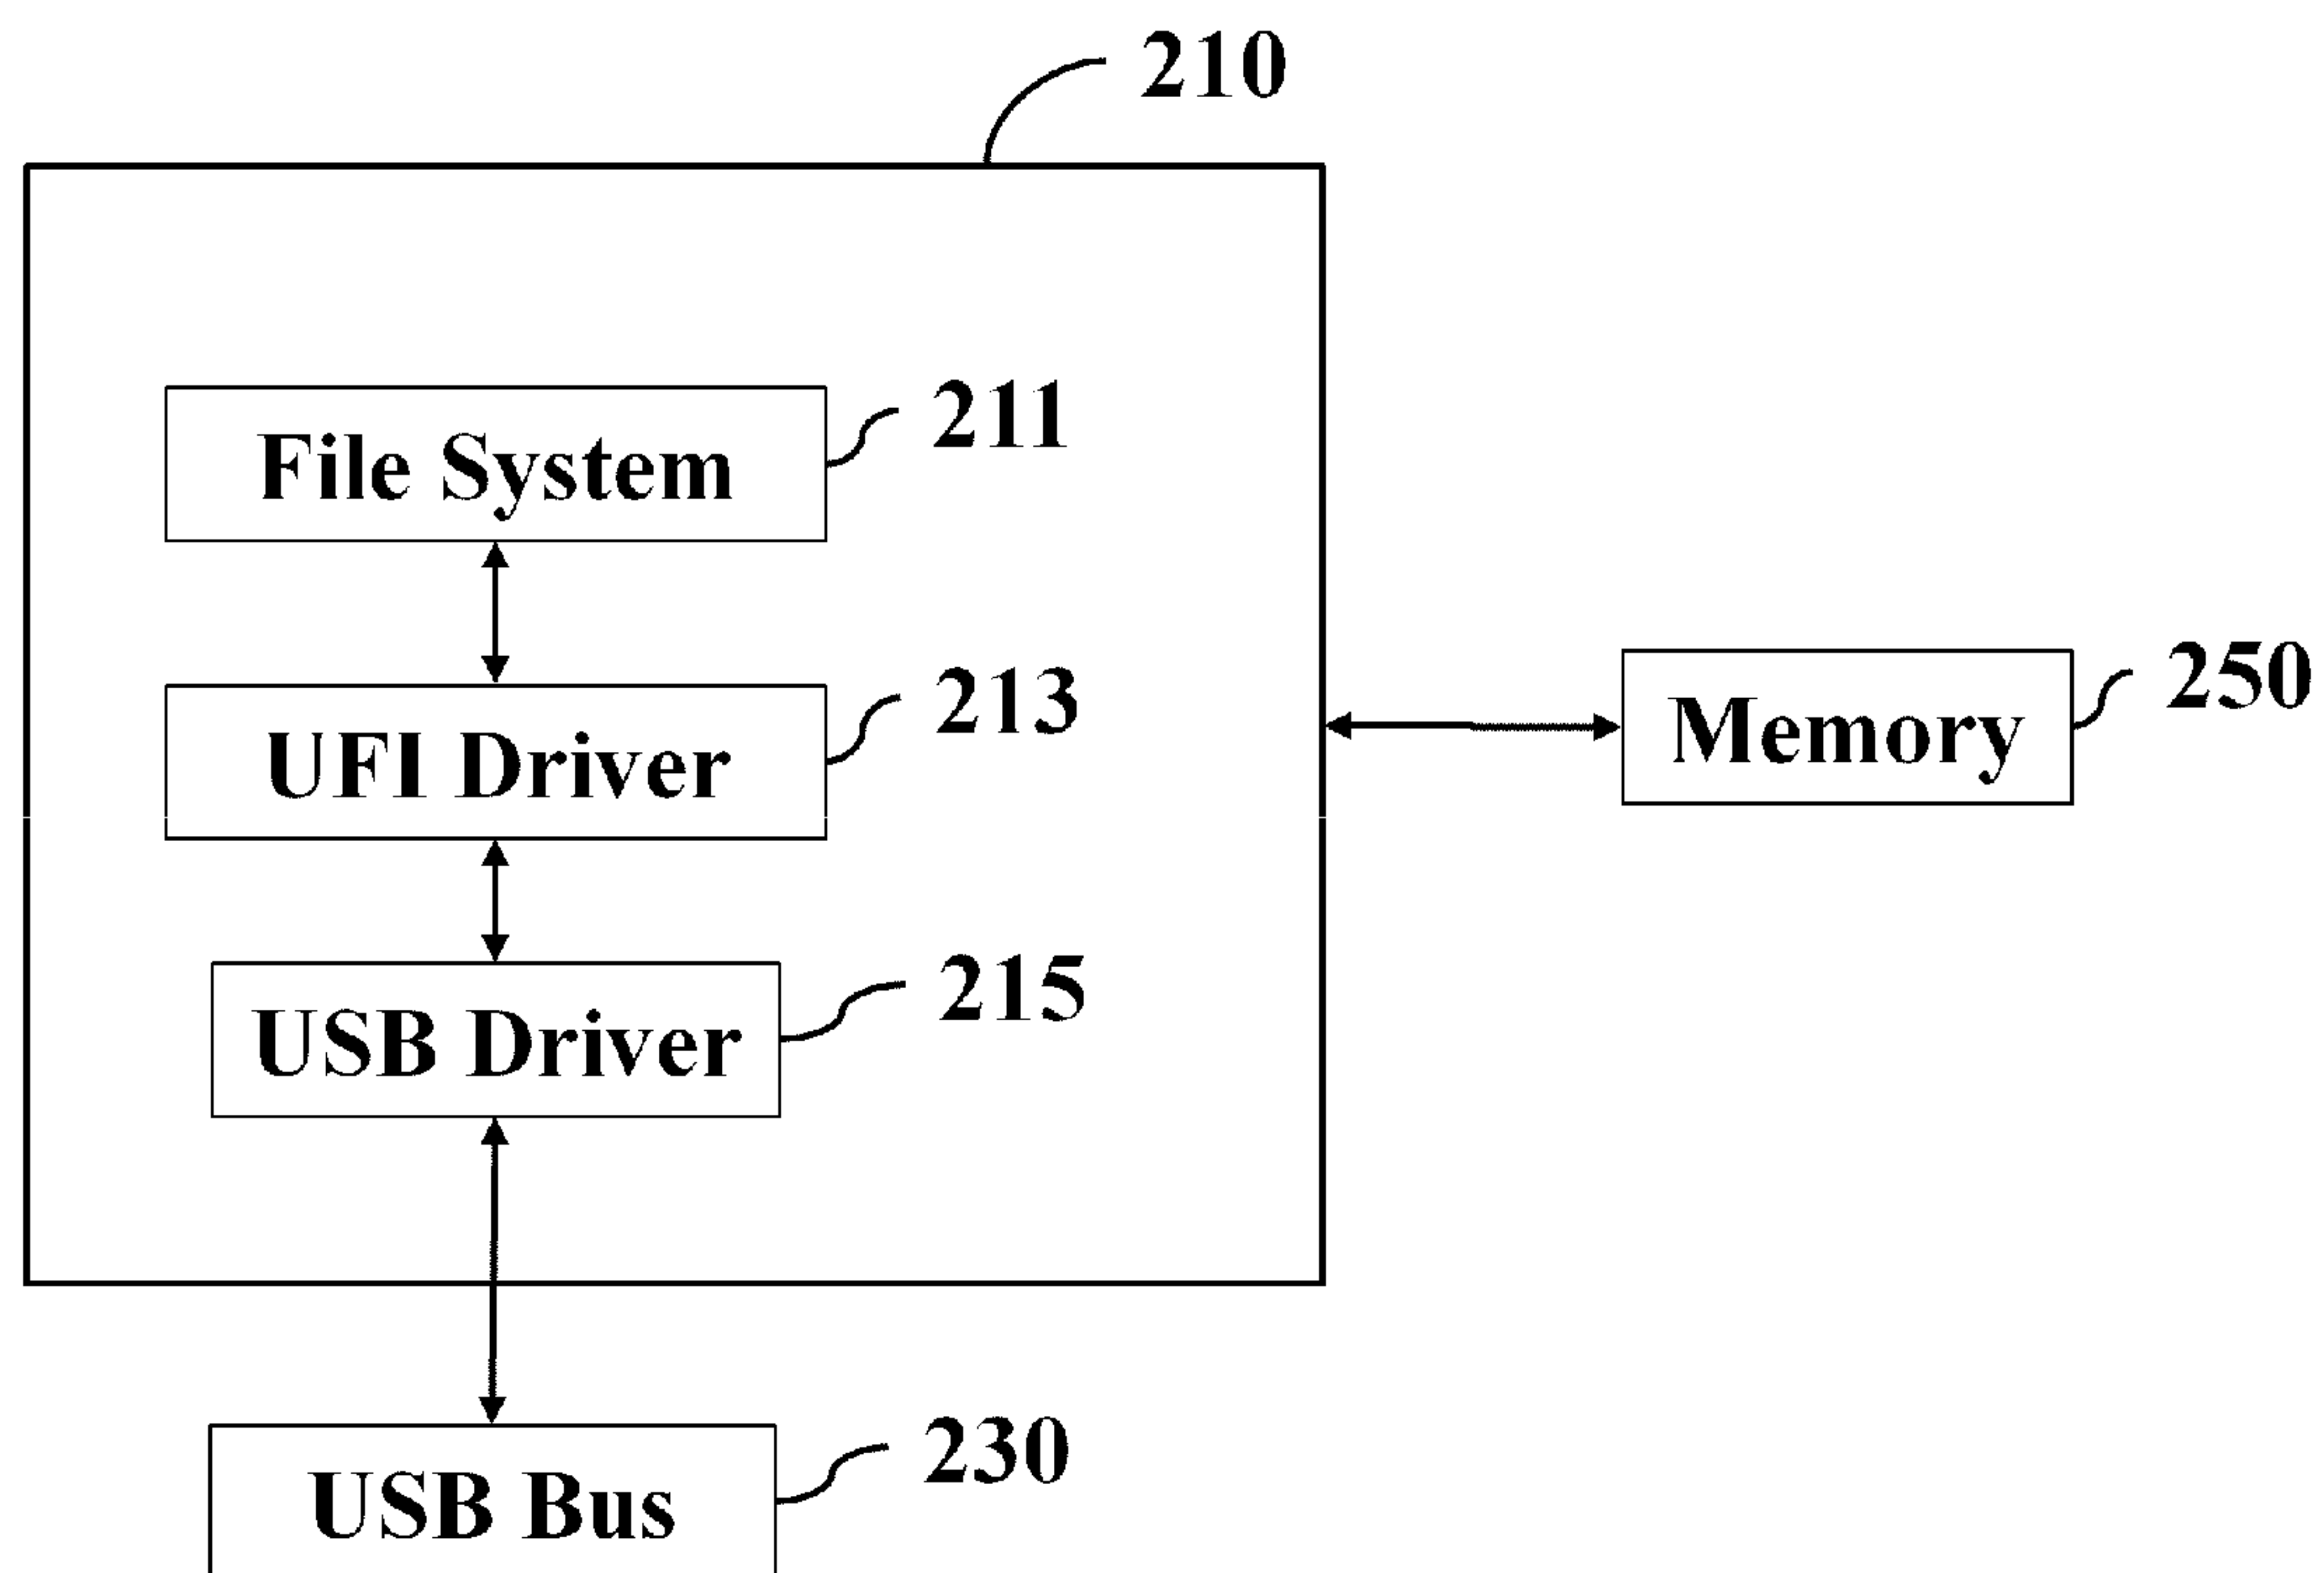 210
File System
211
UFI Driver
213
Memory
250
USB Driver
215
USB Bus
230